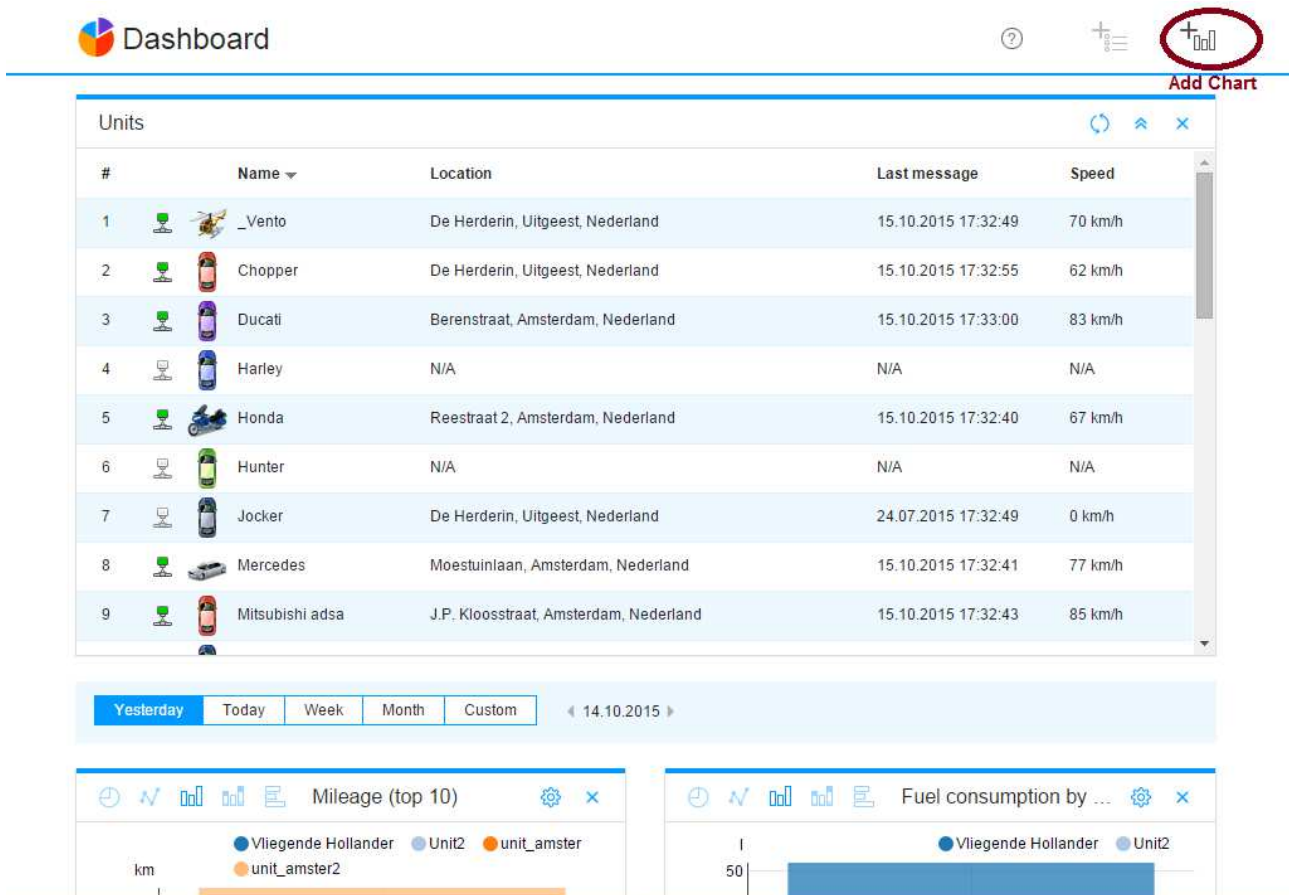 Dashboard
?
Add Chart
Units
# Name Location Last message Speed
1 _Vento De Herderin, Uitgeest, Nederland 15.10.2015 17:32:49 70 km/h
2 Chopper De Herderin, Uitgeest, Nederland 15.10.2015 17:32:55 62 km/h
3 Ducati Berenstraat, Amsterdam, Nederland 15.10.2015 17:33:00 83 km/h
4 Harley N/A N/A N/A
5 Honda Reestraat 2, Amsterdam, Nederland 15.10.2015 17:32:40 67 km/h
6 Hunter N/A N/A N/A
7 Jocker De Herderin, Uitgeest, Nederland 24.07.2015 17:32:49 0 km/h
8 Mercedes Moestuinlaan, Amsterdam, Nederland 15.10.2015 17:32:41 77 km/h
9 Mitsubishi adsa J.P. Kloosstraat, Amsterdam, Nederland 15.10.2015 17:32:43 85 km/h
Yesterday Today Week Month Custom 14.10.2015
Mileage (top 10)
Vliegende Hollander Unit2 unit_amster
km unit_amster2
Fuel consumption by ...
l Vliegende Hollander Unit2
50